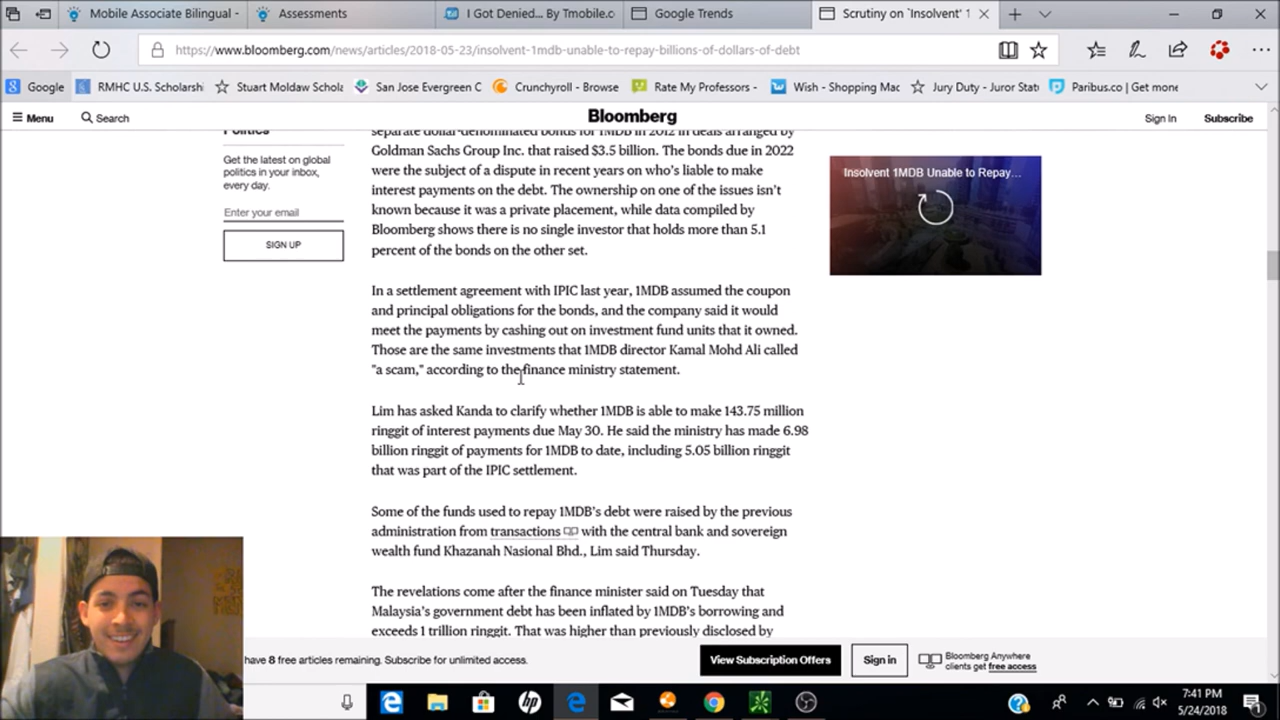 Mobile Associate Bilingual -
Assessments
I Got Denied... By Tmobile.c
Google Trends
Scrutiny on `Insolvent' 1
https://www.bloomberg.com/news/articles/2018-05-23/insolvent-1mdb-unable-to-repay-billions-of-dollars-of-debt
Google
RMHC U.S. Scholarshi
Stuart Moldaw Schola
San Jose Evergreen C
Crunchyroll - Browse
Rate My Professors -
Wish - Shopping Mac
Jury Duty - Juror Stat
Paribus.co | Get mone
Menu
Search
Bloomberg
Sign In
Subscribe
Politics
Get the latest on global
politics in your inbox,
every day.
Enter your email
SIGN UP
separate dollar-denominated bonds for 1MDB in 2012 in deals arranged by
Goldman Sachs Group Inc. that raised $3.5 billion. The bonds due in 2022
were the subject of a dispute in recent years on who's liable to make
interest payments on the debt. The ownership on one of the issues isn't
known because it was a private placement, while data compiled by
Bloomberg shows there is no single investor that holds more than 5.1
percent of the bonds on the other set.
In a settlement agreement with IPIC last year, 1MDB assumed the coupon
and principal obligations for the bonds, and the company said it would
meet the payments by cashing out on investment fund units that it owned.
Those are the same investments that 1MDB director Kamal Mohd Ali called
"a scam," according to the finance ministry statement.
Lim has asked Kanda to clarify whether 1MDB is able to make 143.75 million
ringgit of interest payments due May 30. He said the ministry has made 6.98
billion ringgit of payments for 1MDB to date, including 5.05 billion ringgit
that was part of the IPIC settlement.
Some of the funds used to repay 1MDB's debt were raised by the previous
administration from transactions with the central bank and sovereign
wealth fund Khazanah Nasional Bhd., Lim said Thursday.
The revelations come after the finance minister said on Tuesday that
Malaysia's government debt has been inflated by 1MDB's borrowing and
exceeds 1 trillion ringgit. That was higher than previously disclosed by
Insolvent 1MDB Unable to Repay...
have 8 free articles remaining. Subscribe for unlimited access.
View Subscription Offers
Sign in
Bloomberg Anywhere
clients get free access
7:41 PM
5/24/2018